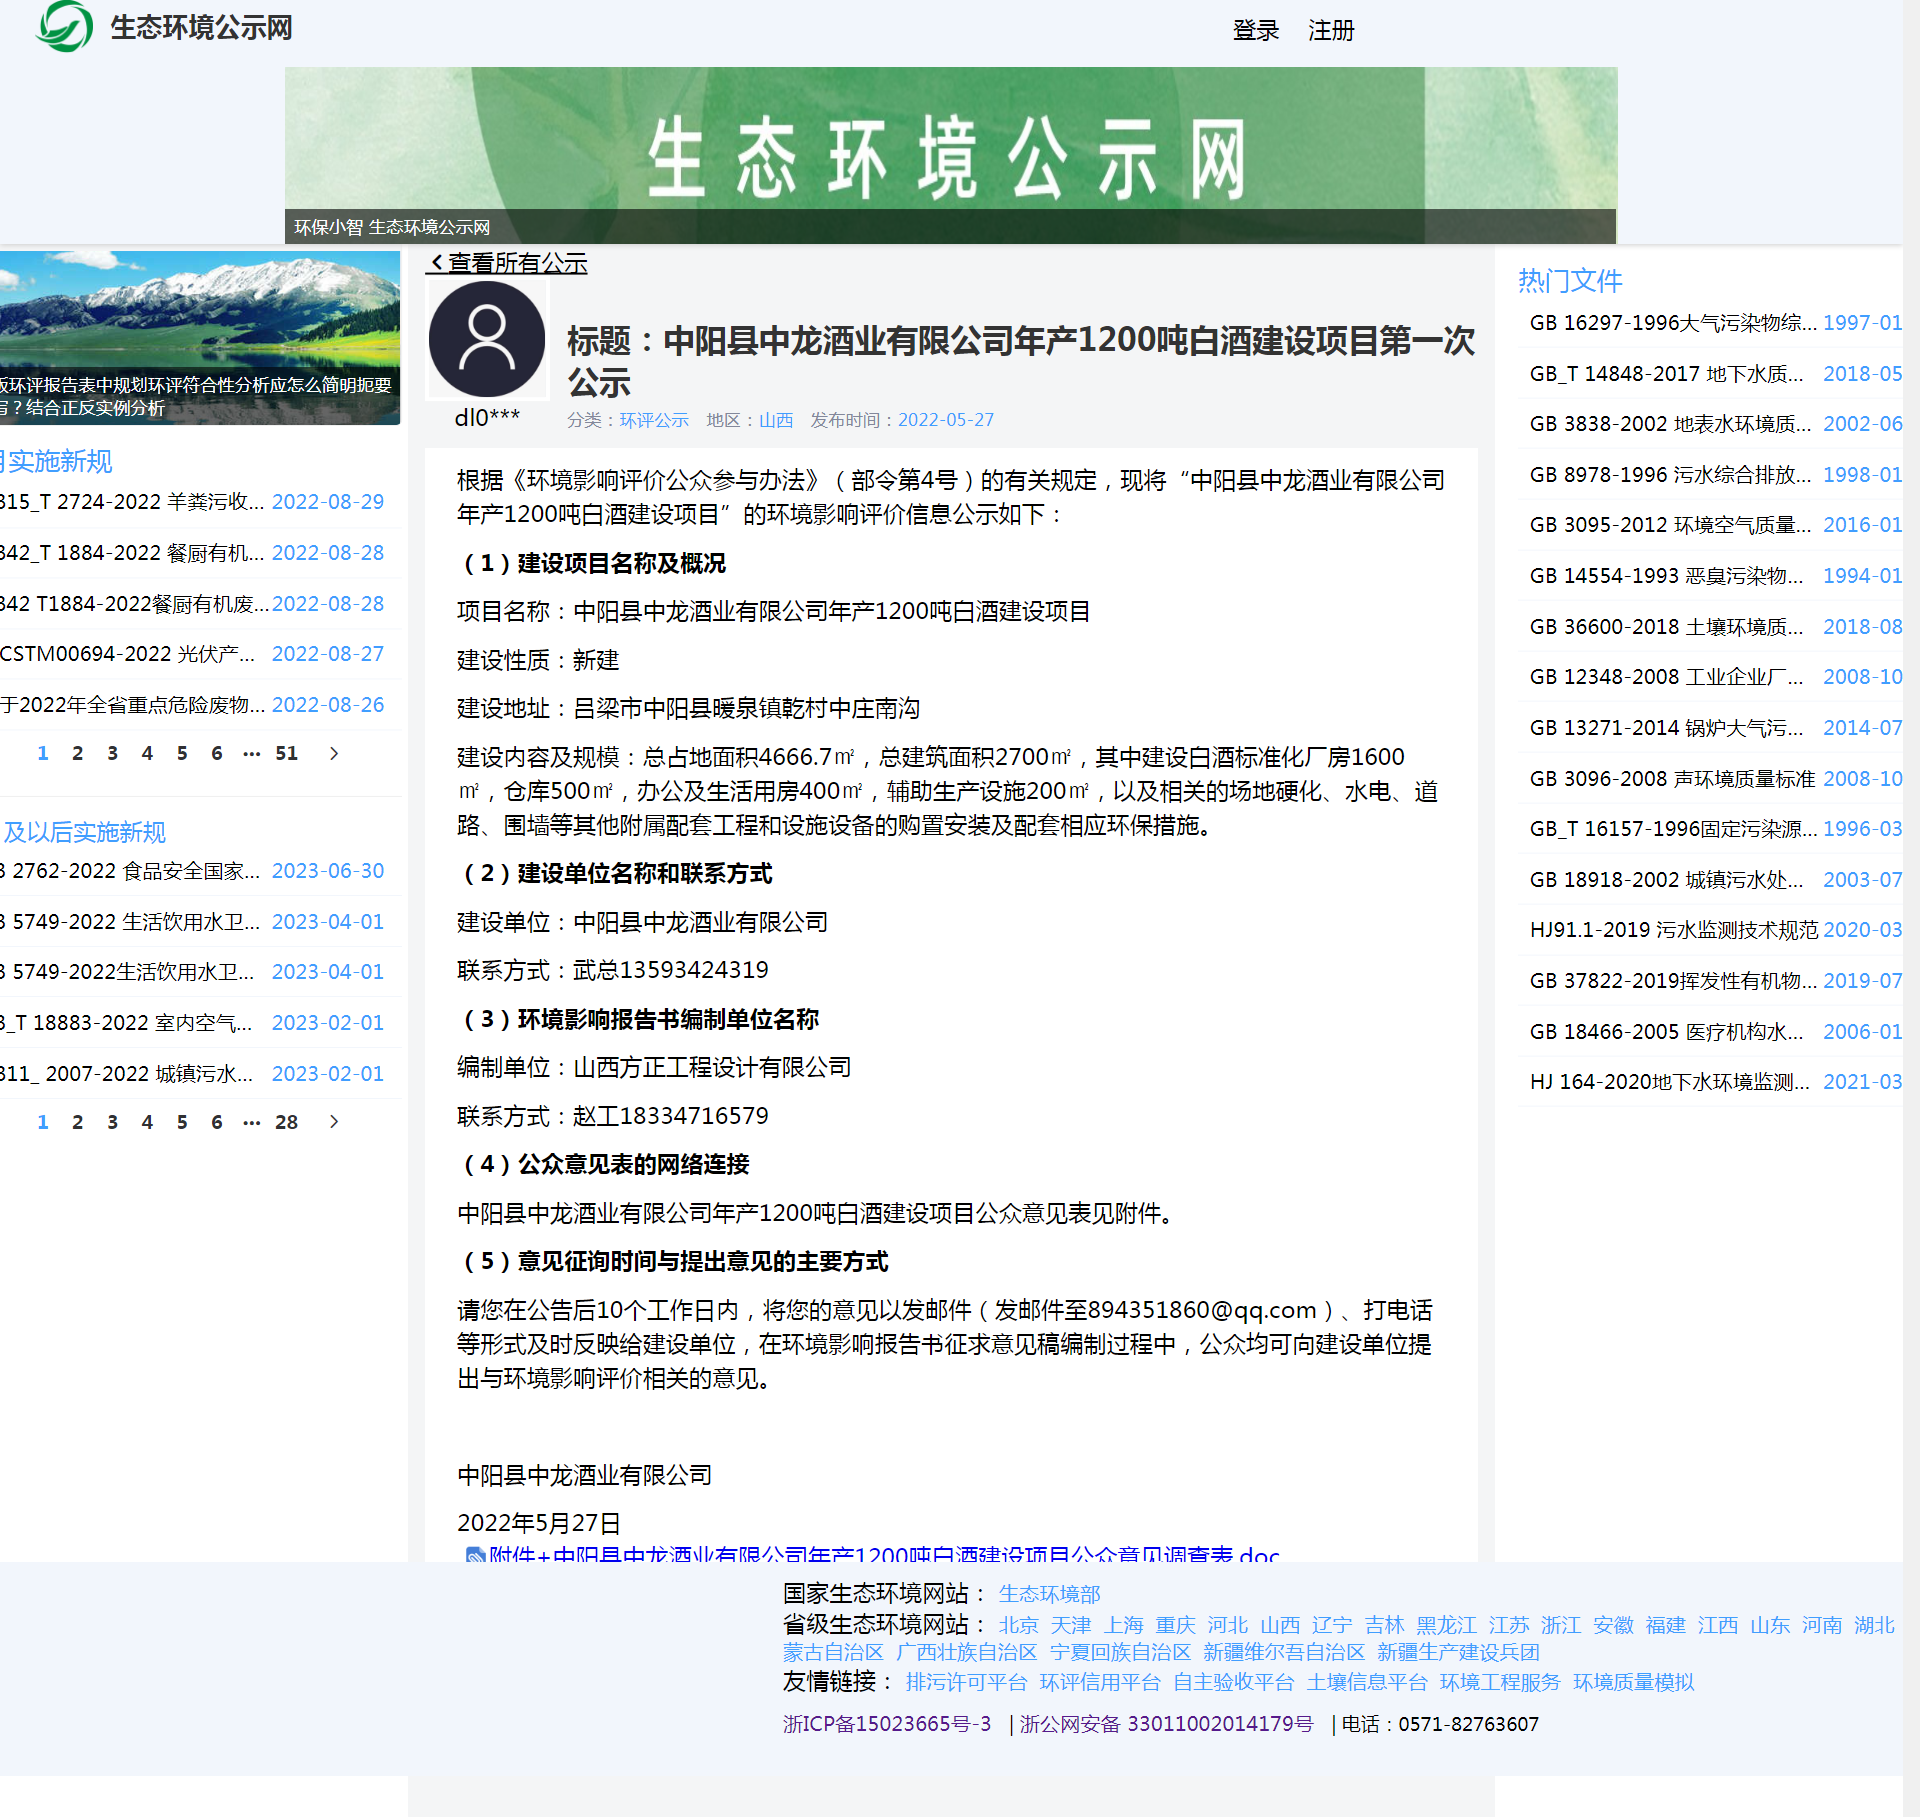 生态环境公示网
登录 注册
生态环境公示网
环保小智 生态环境公示网
环评报告表中规划环评符合性分析应怎么简明扼要
？结合正反实例分析
实施新规
315_T 2724-2022 羊粪污收... 2022-08-29
342_T 1884-2022 餐厨有机... 2022-08-28
342 T1884-2022餐厨有机废... 2022-08-28
CSTM00694-2022 光伏产... 2022-08-27
于2022年全省重点危险废物... 2022-08-26
1 2 3 4 5 6 ··· 51 >
及以后实施新规
2762-2022 食品安全国家... 2023-06-30
5749-2022 生活饮用水卫... 2023-04-01
5749-2022生活饮用水卫... 2023-04-01
_T 18883-2022 室内空气... 2023-02-01
311_ 2007-2022 城镇污水... 2023-02-01
1 2 3 4 5 6 ··· 28 >
查看所有公示
标题：中阳县中龙酒业有限公司年产1200吨白酒建设项目第一次
公示
dl0***
分类：环评公示 地区：山西 发布时间：2022-05-27
根据《环境影响评价公众参与办法》（部令第4号）的有关规定，现将“中阳县中龙酒业有限公司
年产1200吨白酒建设项目”的环境影响评价信息公示如下：
（1）建设项目名称及概况
项目名称：中阳县中龙酒业有限公司年产1200吨白酒建设项目
建设性质：新建
建设地址：吕梁市中阳县暖泉镇乾村中庄南沟
建设内容及规模：总占地面积4666.7㎡，总建筑面积2700㎡，其中建设白酒标准化厂房1600
㎡，仓库500㎡，办公及生活用房400㎡，辅助生产设施200㎡，以及相关的场地硬化、水电、道
路、围墙等其他附属配套工程和设施设备的购置安装及配套相应环保措施。
（2）建设单位名称和联系方式
建设单位：中阳县中龙酒业有限公司
联系方式：武总13593424319
（3）环境影响报告书编制单位名称
编制单位：山西方正工程设计有限公司
联系方式：赵工18334716579
（4）公众意见表的网络连接
中阳县中龙酒业有限公司年产1200吨白酒建设项目公众意见表见附件。
（5）意见征询时间与提出意见的主要方式
请您在公告后10个工作日内，将您的意见以发邮件（发邮件至894351860@qq.com）、打电话
等形式及时反映给建设单位，在环境影响报告书征求意见稿编制过程中，公众均可向建设单位提
出与环境影响评价相关的意见。
中阳县中龙酒业有限公司
2022年5月27日
附件+中阳县中龙酒业有限公司年产1200吨白酒建设项目公众意见调查表.doc
热门文件
GB 16297-1996大气污染物综... 1997-01
GB_T 14848-2017 地下水质... 2018-05
GB 3838-2002 地表水环境质... 2002-06
GB 8978-1996 污水综合排放... 1998-01
GB 3095-2012 环境空气质量... 2016-01
GB 14554-1993 恶臭污染物... 1994-01
GB 36600-2018 土壤环境质... 2018-08
GB 12348-2008 工业企业厂... 2008-10
GB 13271-2014 锅炉大气污... 2014-07
GB 3096-2008 声环境质量标准 2008-10
GB_T 16157-1996固定污染源... 1996-03
GB 18918-2002 城镇污水处... 2003-07
HJ91.1-2019 污水监测技术规范 2020-03
GB 37822-2019挥发性有机物... 2019-07
GB 18466-2005 医疗机构水... 2006-01
HJ 164-2020地下水环境监测... 2021-03
国家生态环境网站： 生态环境部
省级生态环境网站： 北京 天津 上海 重庆 河北 山西 辽宁 吉林 黑龙江 江苏 浙江 安徽 福建 江西 山东 河南 湖北
蒙古自治区 广西壮族自治区 宁夏回族自治区 新疆维尔吾自治区 新疆生产建设兵团
友情链接： 排污许可平台 环评信用平台 自主验收平台 土壤信息平台 环境工程服务 环境质量模拟
浙ICP备15023665号-3 | 浙公网安备 33011002014179号 | 电话：0571-82763607